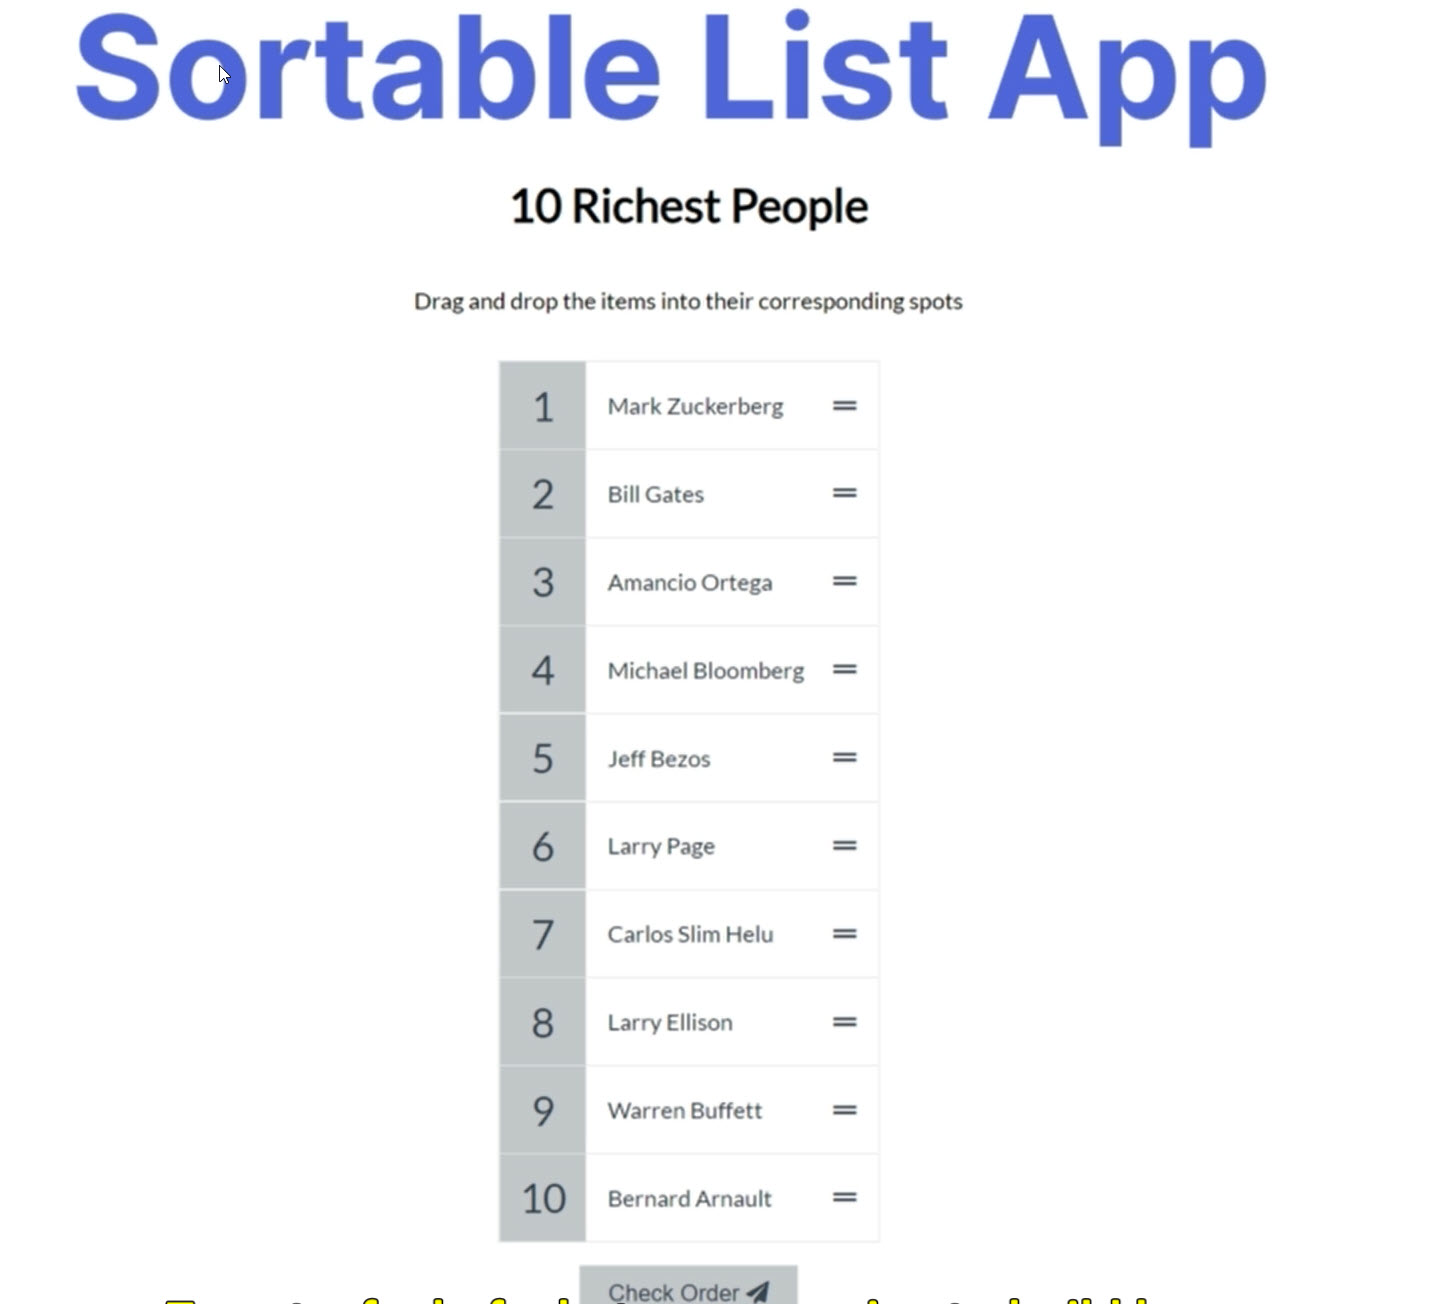 Sortable List App
10 Richest People
Drag and drop the items into their corresponding spots
1 Mark Zuckerberg
2 Bill Gates
3 Amancio Ortega
4 Michael Bloomberg
5 Jeff Bezos
6 Larry Page
7 Carlos Slim Helu
8 Larry Ellison
9 Warren Buffett
10 Bernard Arnault
Check Order